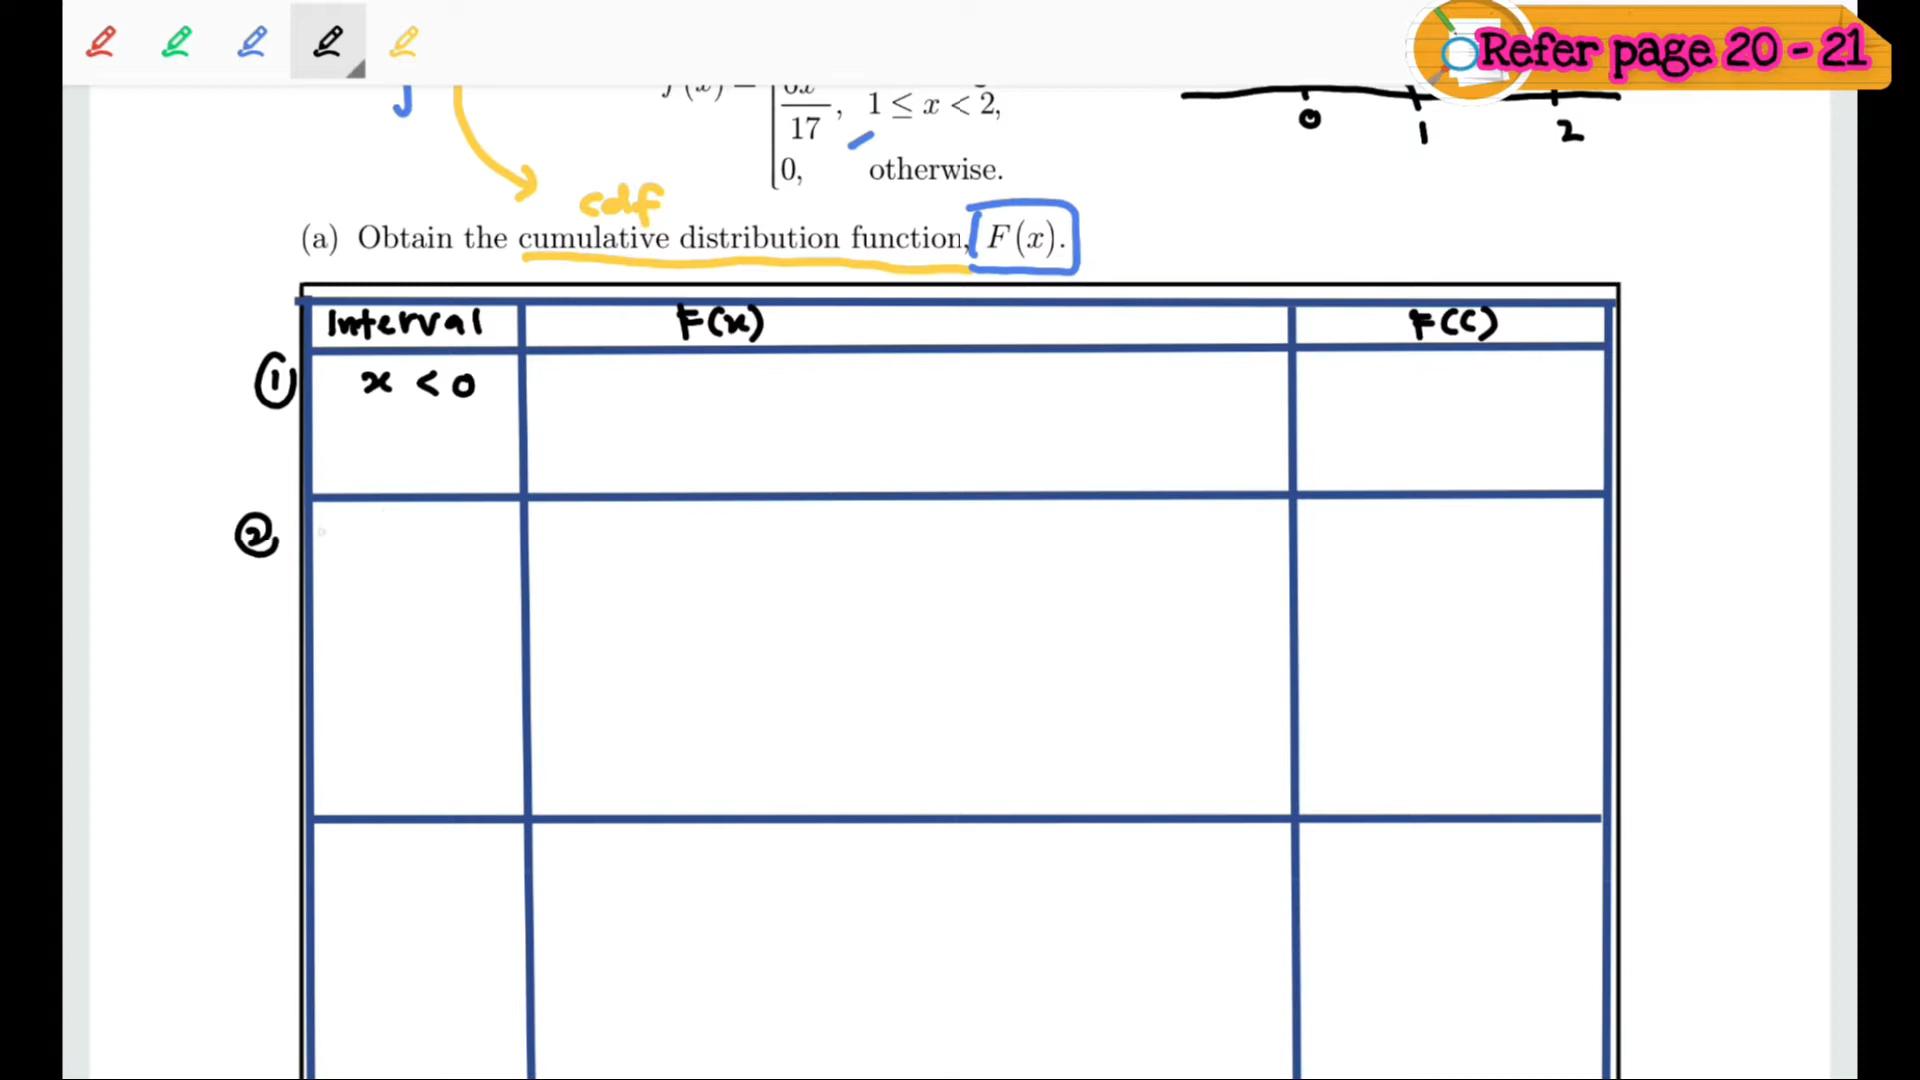 Refer page 20 - 21
f(x) =
6x
17
, 1 ≤ x < 2,
0, otherwise.
0
1
2
cdf
(a) Obtain the cumulative distribution function, F(x).
Interval F(x) F(c)
① x < 0
②